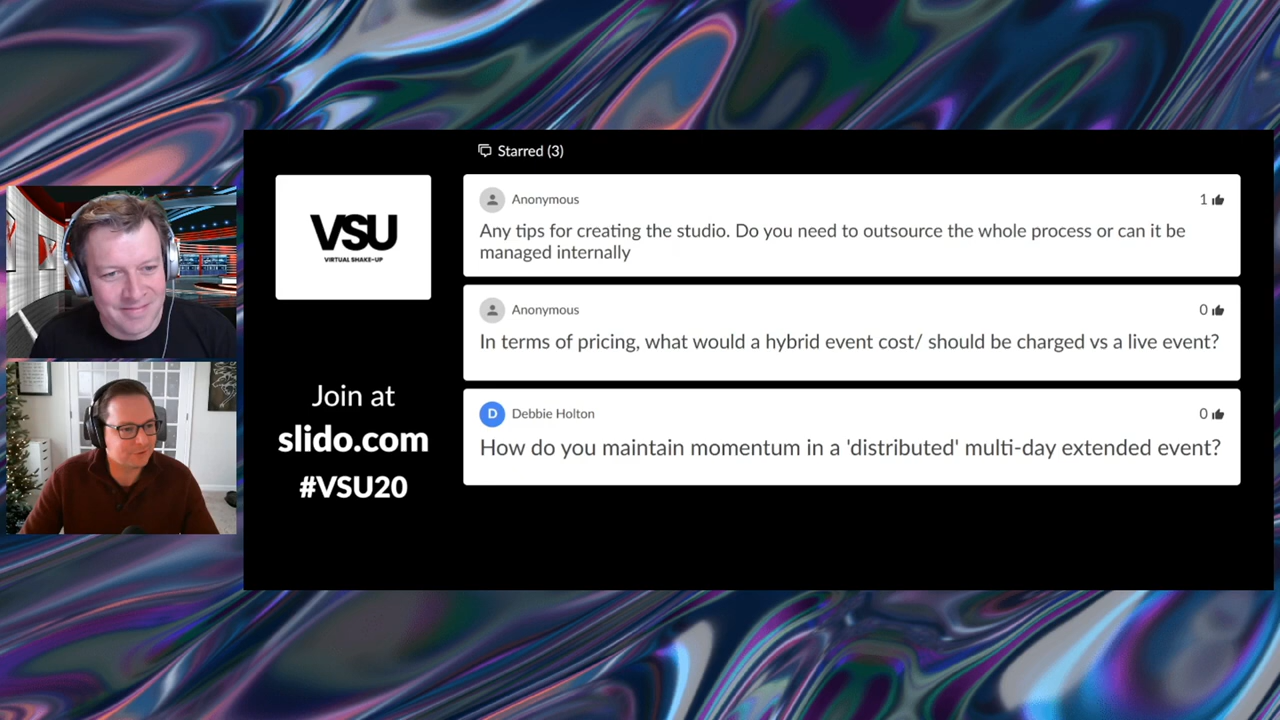 Starred (3)
VSU
VIRTUAL SHAKE-UP
Join at
slido.com
#VSU20
Anonymous
1
Any tips for creating the studio. Do you need to outsource the whole process or can it be
managed internally
Anonymous
0
In terms of pricing, what would a hybrid event cost/ should be charged vs a live event?
D
Debbie Holton
0
How do you maintain momentum in a 'distributed' multi-day extended event?